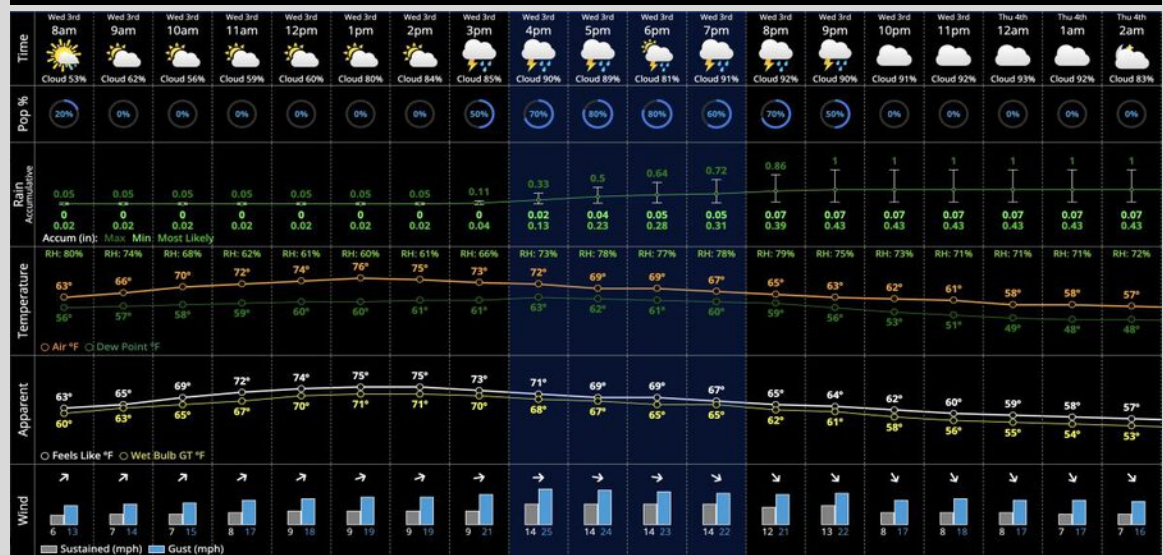 Time
Wed 3rd Wed 3rd Wed 3rd Wed 3rd Wed 3rd Wed 3rd Wed 3rd Wed 3rd Wed 3rd Wed 3rd Wed 3rd Wed 3rd Wed 3rd Wed 3rd Wed 3rd Wed 3rd Thu 4th Thu 4th Thu 4th
8am 9am 10am 11am 12pm 1pm 2pm 3pm 4pm 5pm 6pm 7pm 8pm 9pm 10pm 11pm 12am 1am 2am
Cloud 53% Cloud 62% Cloud 56% Cloud 59% Cloud 60% Cloud 80% Cloud 84% Cloud 85% Cloud 90% Cloud 89% Cloud 81% Cloud 91% Cloud 92% Cloud 90% Cloud 91% Cloud 92% Cloud 93% Cloud 92% Cloud 83%
Pop %
20% 0% 0% 0% 0% 0% 0% 50% 70% 80% 80% 60% 70% 50% 0% 0% 0% 0% 0%
Rain
Accumulative
0.05 0.05 0.05 0.05 0.05 0.05 0.05 0.11 0.33 0.5 0.64 0.72 0.86 1 1 1 1 1 1
0 0 0 0 0 0 0 0 0.02 0.04 0.05 0.05 0.07 0.07 0.07 0.07 0.07 0.07 0.07
0.02 0.02 0.02 0.02 0.02 0.02 0.02 0.04 0.13 0.23 0.28 0.31 0.39 0.43 0.43 0.43 0.43 0.43 0.43
Accum (in): Max Min Most Likely
Temperature
RH: 80% RH: 74% RH: 68% RH: 62% RH: 61% RH: 60% RH: 61% RH: 66% RH: 73% RH: 78% RH: 77% RH: 78% RH: 79% RH: 75% RH: 73% RH: 71% RH: 71% RH: 71% RH: 72%
63° 66° 70° 72° 74° 76° 75° 73° 72° 69° 69° 67° 65° 63° 62° 61° 58° 58° 57°
56° 57° 58° 59° 60° 60° 61° 61° 63° 62° 61° 60° 59° 56° 53° 51° 49° 48° 48°
Air °F Dew Point °F
Apparent
63° 65° 69° 72° 74° 75° 75° 73° 71° 69° 69° 67° 65° 64° 62° 60° 59° 58° 57°
60° 63° 65° 67° 70° 71° 71° 70° 68° 67° 65° 65° 62° 61° 58° 56° 55° 54° 53°
Feels Like °F Wet Bulb GT °F
Wind
6 13 7 14 7 15 8 17 9 18 9 19 9 19 9 21 14 25 14 24 14 23 14 22 12 21 13 22 8 17 8 18 8 17 8 17 7 16
Sustained (mph) Gust (mph)